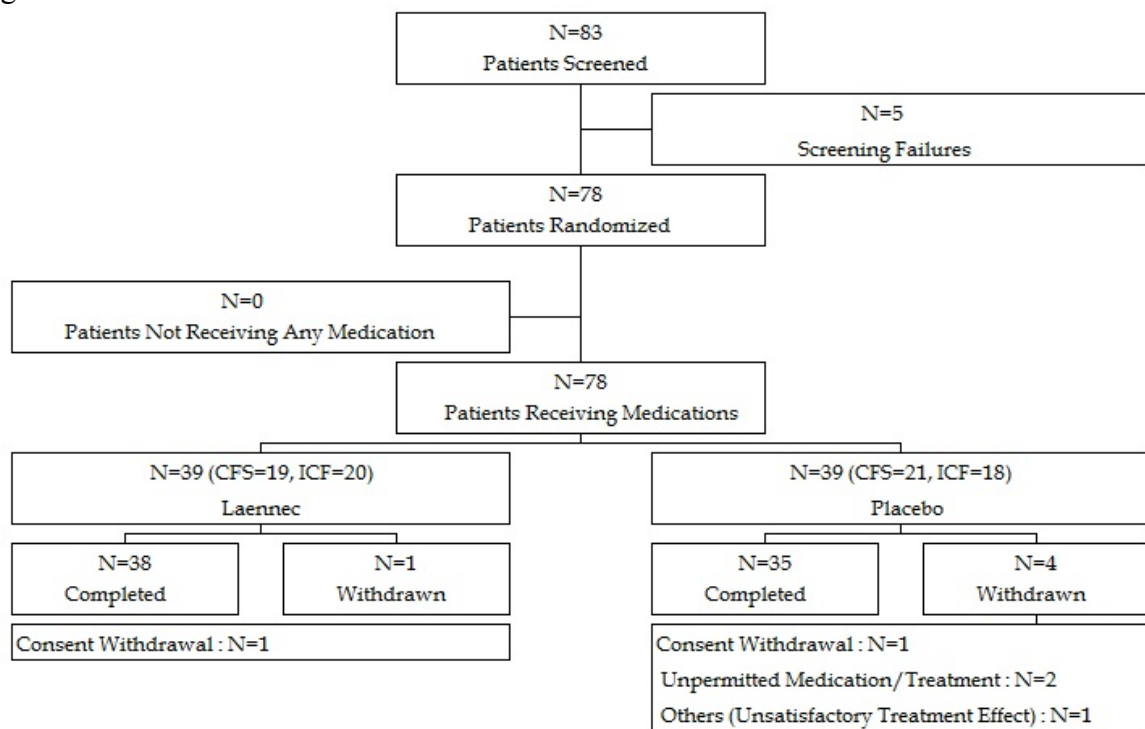 g
N=83
Patients Screened
N=5
Screening Failures
N=78
Patients Randomized
N=0
Patients Not Receiving Any Medication
N=78
Patients Receiving Medications
N=39 (CFS=19, ICF=20)
Laennec
N=39 (CFS=21, ICF=18)
Placebo
N=38
Completed
N=1
Withdrawn
N=35
Completed
N=4
Withdrawn
Consent Withdrawal : N=1
Consent Withdrawal : N=1
Unpermitted Medication/Treatment : N=2
Others (Unsatisfactory Treatment Effect) : N=1